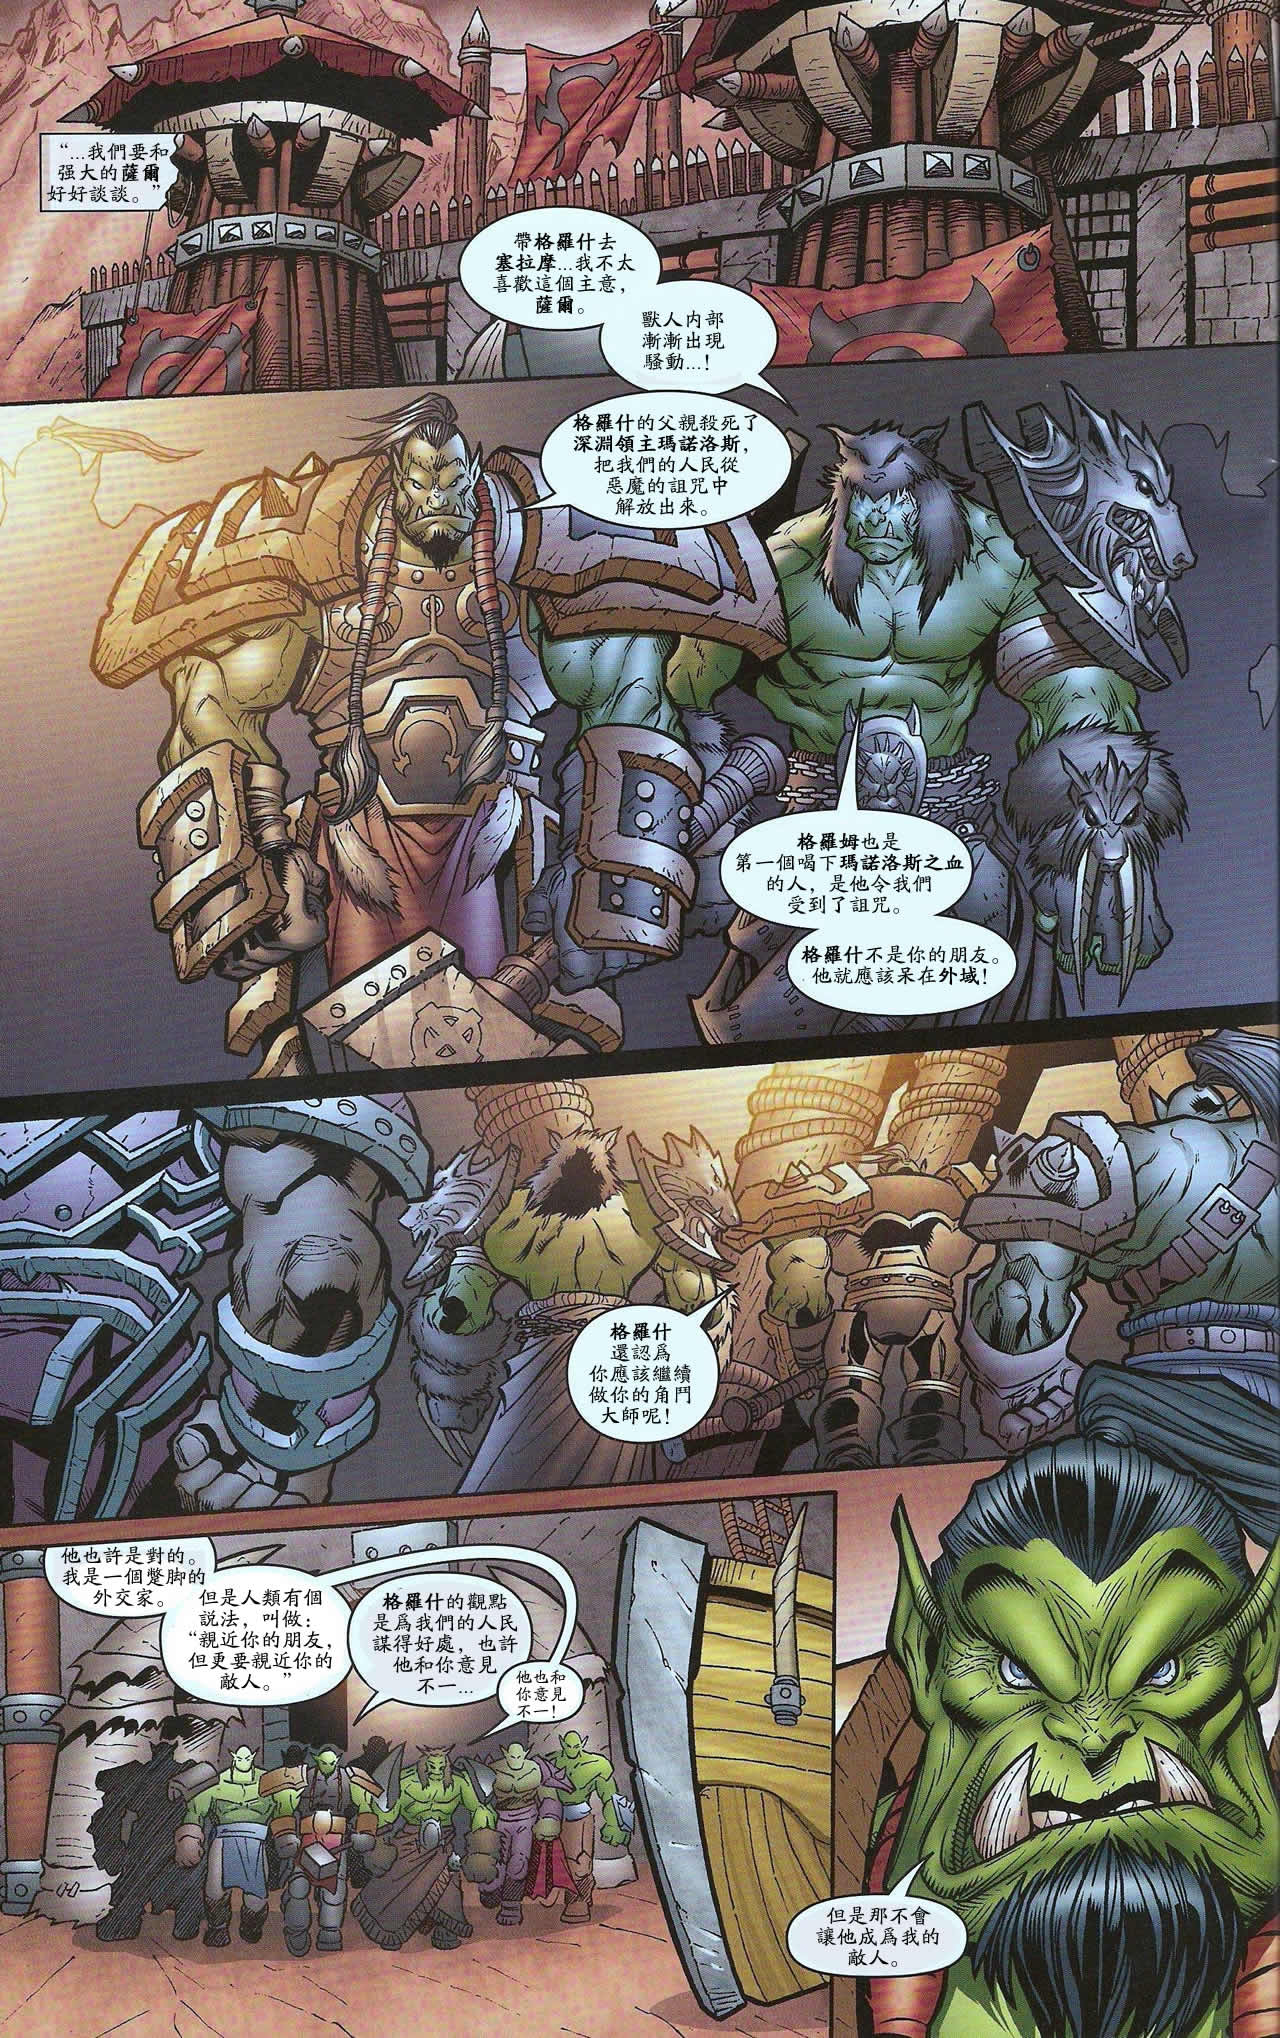 “...我們要和
强大的薩爾
好好談談。”
帶格羅什去
塞拉摩...我不太
喜歡這個主意，
薩爾。
獸人内部
漸漸出現
騷動...！
格羅什的父親殺死了
深淵領主瑪諾洛斯，
把我們的人民從
惡魔的詛咒中
解放出來。
格羅姆也是
第一個喝下瑪諾洛斯之血
的人，是他令我們
受到了詛咒。
格羅什不是你的朋友。
他就應該呆在外域！
格羅什
還認爲
你應該繼續
做你的角鬥
大師呢！
他也許是對的。
我是一個蹩脚的
外交家。
但是人類有個
説法，叫做：
“親近你的朋友，
但更要親近你的
敵人。”
格羅什的觀點
是爲我們的人民
謀得好處，也許
他和你意見
不一...
他也和
你意見
不一！
但是那不會
讓他成爲我的
敵人。